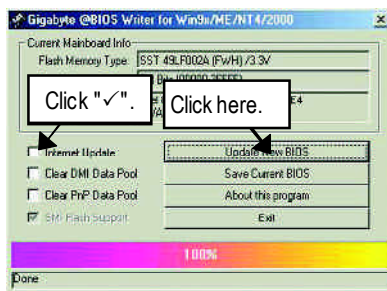 Gigabyte @BIOS Writer for Win9x/ME/NT4/2000
Current Mainboard Info
Flash Memory Type: SST 49LF002A (FWH) /3.3V
Click "✓".
Click here.
E4
Internet Update
Update New BIOS
Clear DMI Data Pool
Save Current BIOS
Clear PnP Data Pool
About this program
SMI Flash Support
Exit
100%
Done